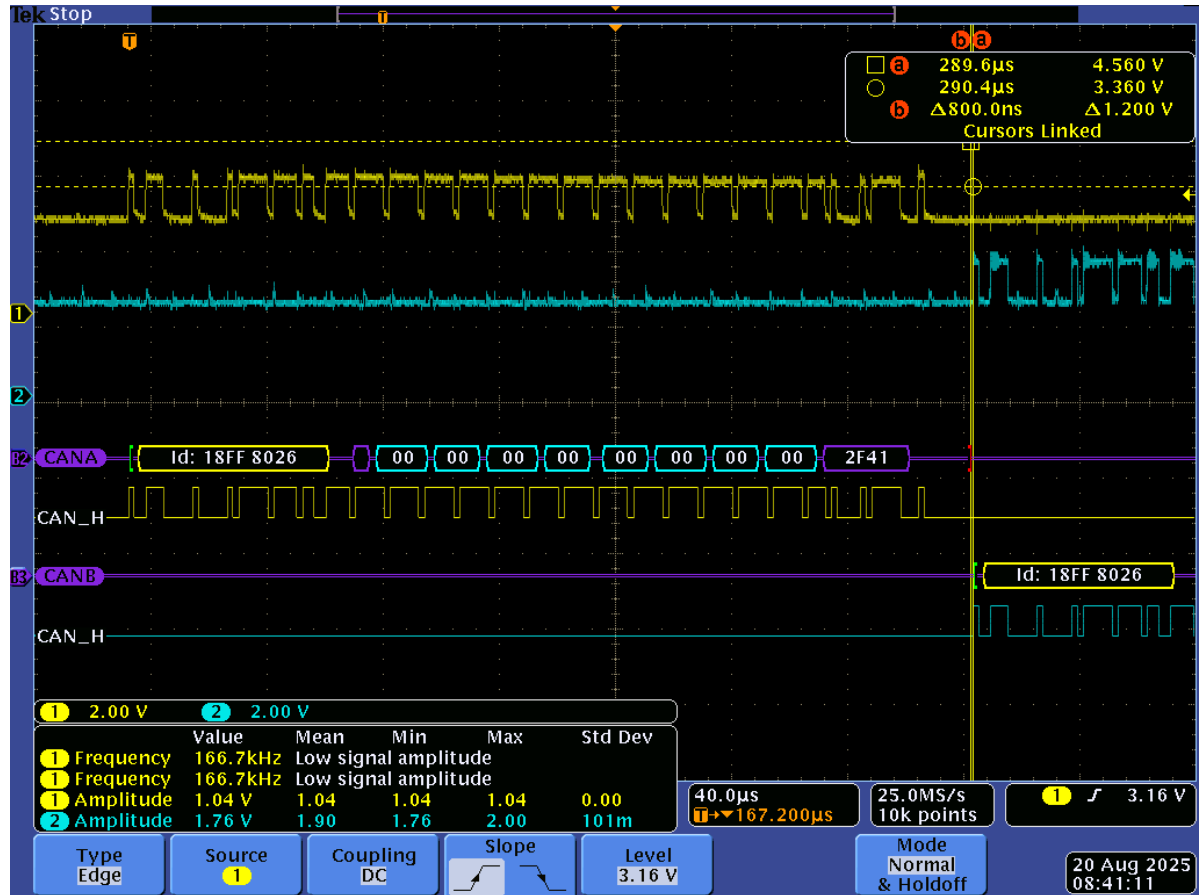 Tek Stop
T
T
b a
a 289.6µs 4.560 V
290.4µs 3.360 V
b Δ800.0ns Δ1.200 V
Cursors Linked
1
2
B2 CANA Id: 18FF 8026 00 00 00 00 00 00 00 00 2F41
CAN_H
B3 CANB Id: 18FF 8026
CAN_H
1 2.00 V 2 2.00 V
Value Mean Min Max Std Dev
1 Frequency 166.7kHz Low signal amplitude
1 Frequency 166.7kHz Low signal amplitude
1 Amplitude 1.04 V 1.04 1.04 1.04 0.00
2 Amplitude 1.76 V 1.90 1.76 2.00 101m
40.0µs
T→▼167.200µs
25.0MS/s
10k points
1 3.16 V
Type
Edge
Source
1
Coupling
DC
Slope
Level
3.16 V
Mode
Normal
& Holdoff
20 Aug 2025
08:41:11